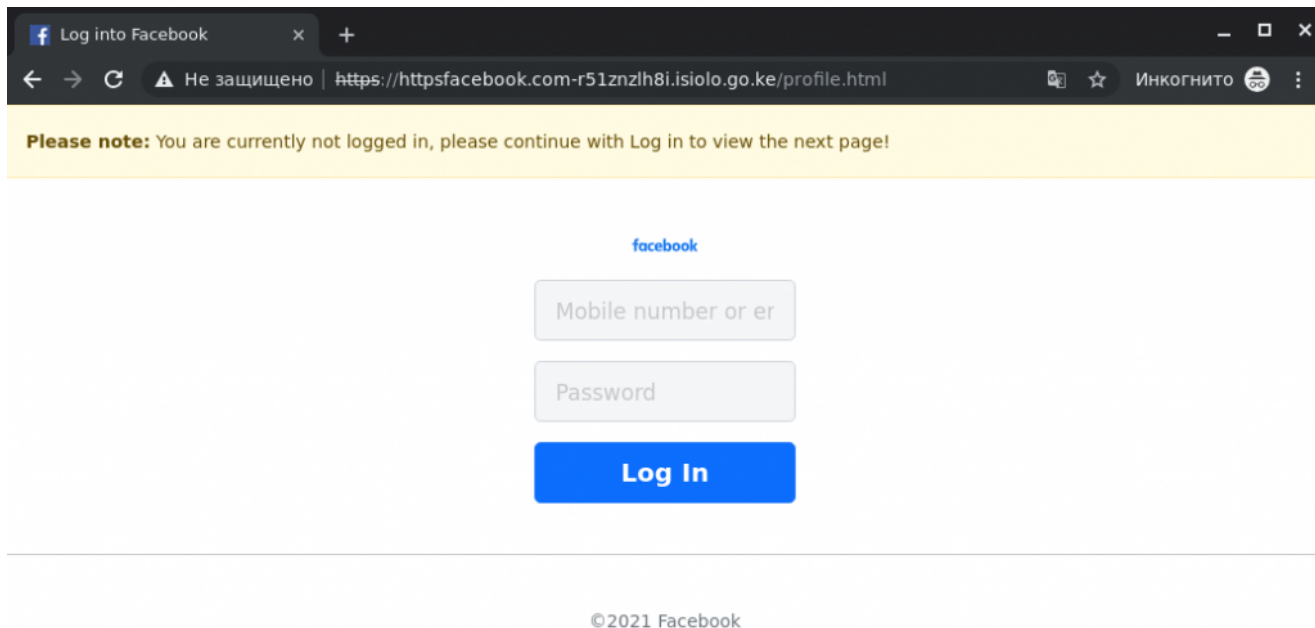 Log into Facebook
Не защищено | https://httpsfacebook.com-r51znzlh8i.isiolo.go.ke/profile.html Инкогнито
Please note: You are currently not logged in, please continue with Log in to view the next page!
facebook
Mobile number or er
Password
Log In
©2021 Facebook